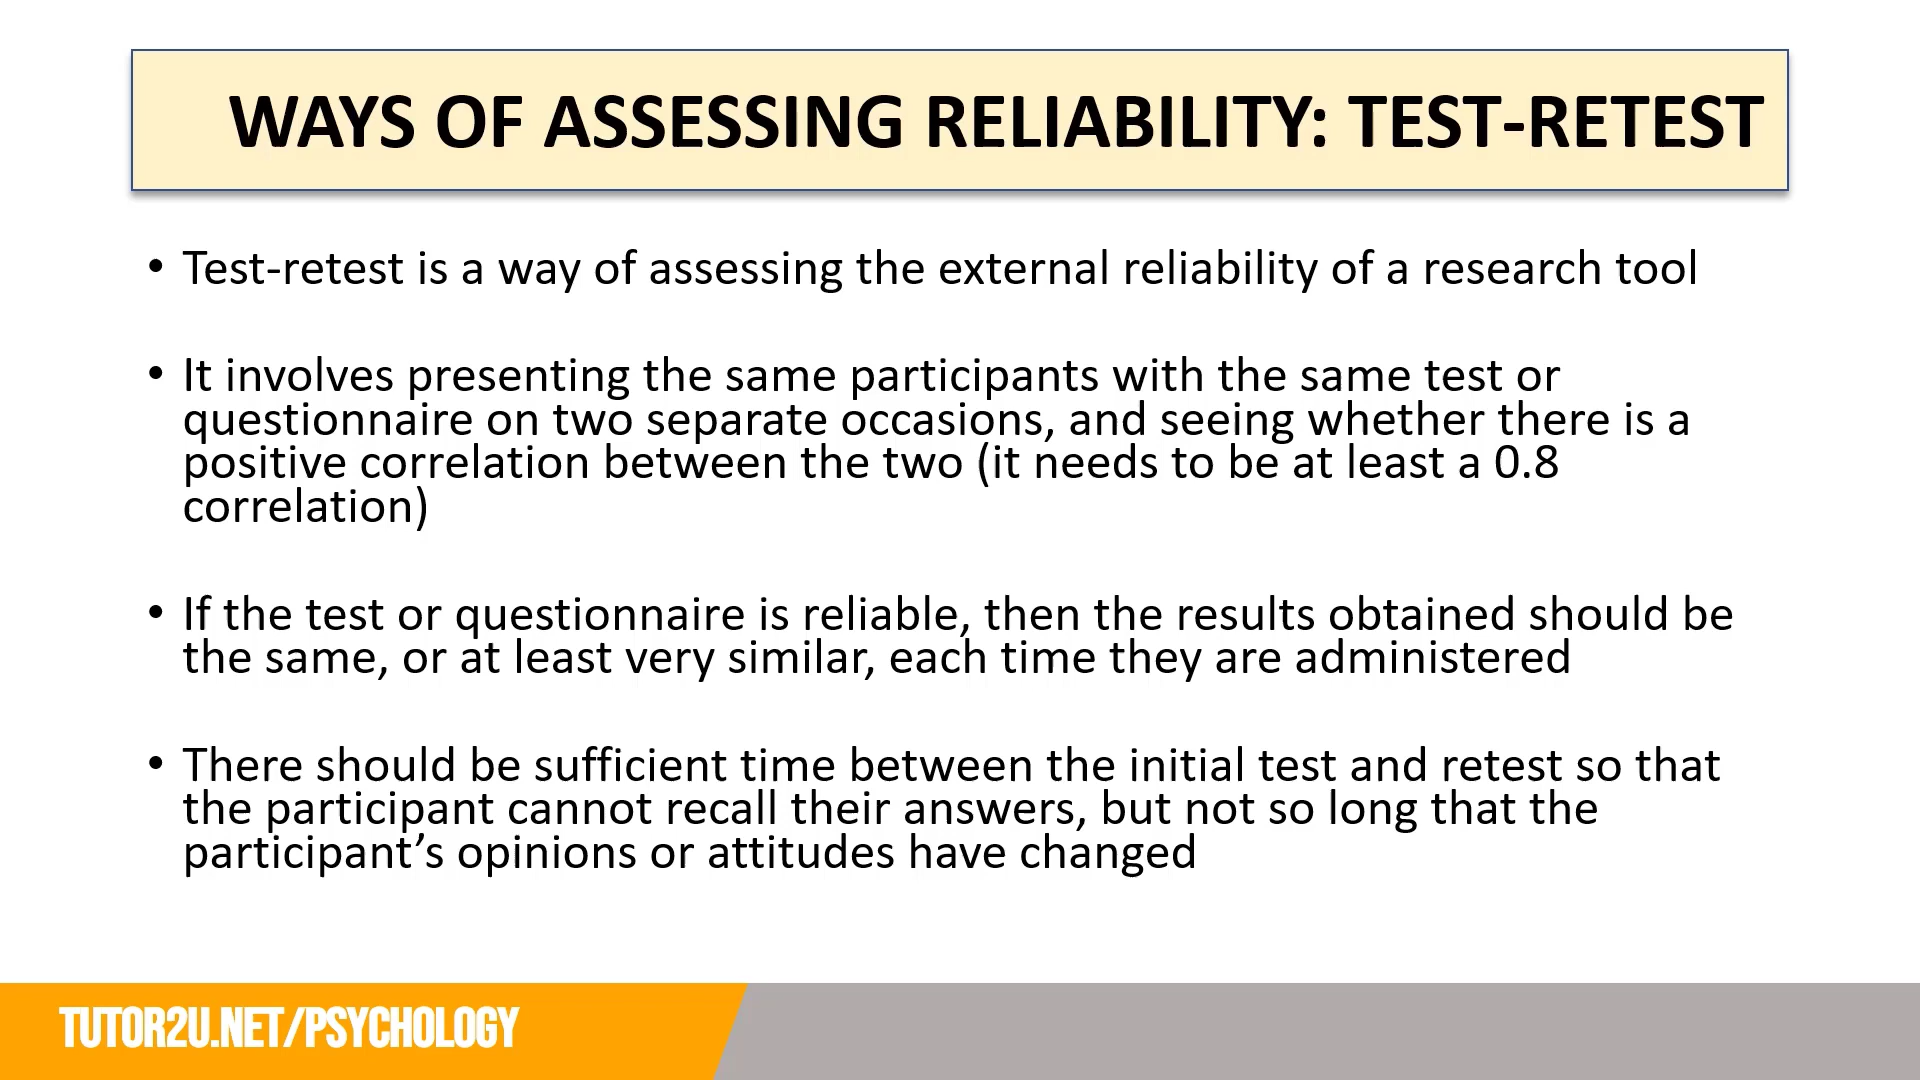 WAYS OF ASSESSING RELIABILITY: TEST-RETEST
• Test-retest is a way of assessing the external reliability of a research tool
• It involves presenting the same participants with the same test or
questionnaire on two separate occasions, and seeing whether there is a
positive correlation between the two (it needs to be at least a 0.8
correlation)
• If the test or questionnaire is reliable, then the results obtained should be
the same, or at least very similar, each time they are administered
• There should be sufficient time between the initial test and retest so that
the participant cannot recall their answers, but not so long that the
participant’s opinions or attitudes have changed
TUTOR2U.NET/PSYCHOLOGY